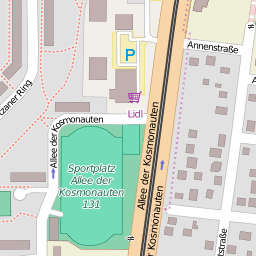 P
Annenstraße
zaner Ring
Lidl
Allee der Kosmonauten
Allee der Kosmonauten
Allee der Kosmonauten
Sportplatz
Allee der
Kosmonauten
131
Kosmonauten
straße